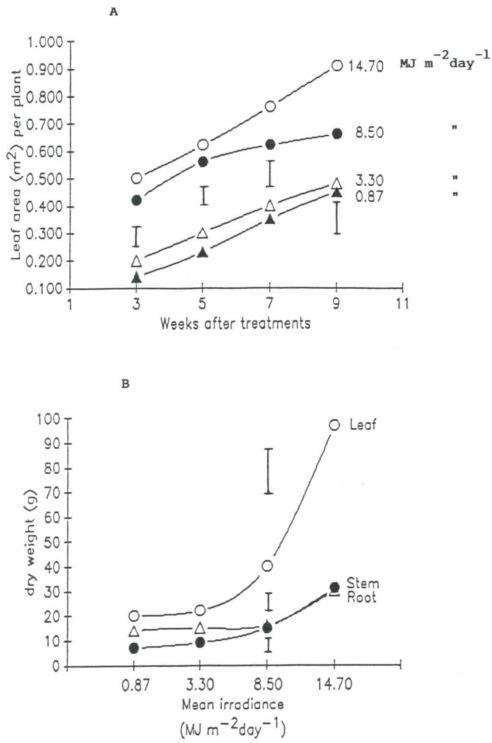 A
Leaf area (m²) per plant
1.000
0.900
0.800
0.700
0.600
0.500
0.400
0.300
0.200
0.100
14.70 MJ m⁻²day⁻¹
8.50 "
3.30 "
0.87 "
1 3 5 7 9 11
Weeks after treatments
B
dry weight (g)
100
90
80
70
60
50
40
30
20
10
0
Leaf
Stem
Root
0.87 3.30 8.50 14.70
Mean irradiance
(MJ m⁻²day⁻¹)